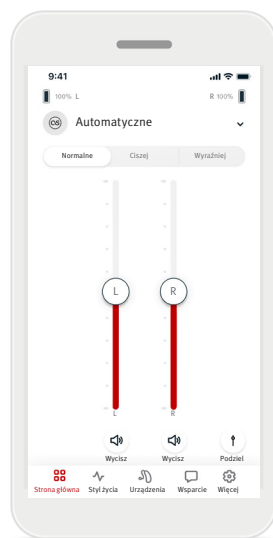 9:41
100% L R 100%
Automatyczne
Normalne Ciszej Wyraźniej
L R
L R
Wycisz Wycisz Podziel
Strona główna Styl życia Urządzenia Wsparcie Więcej